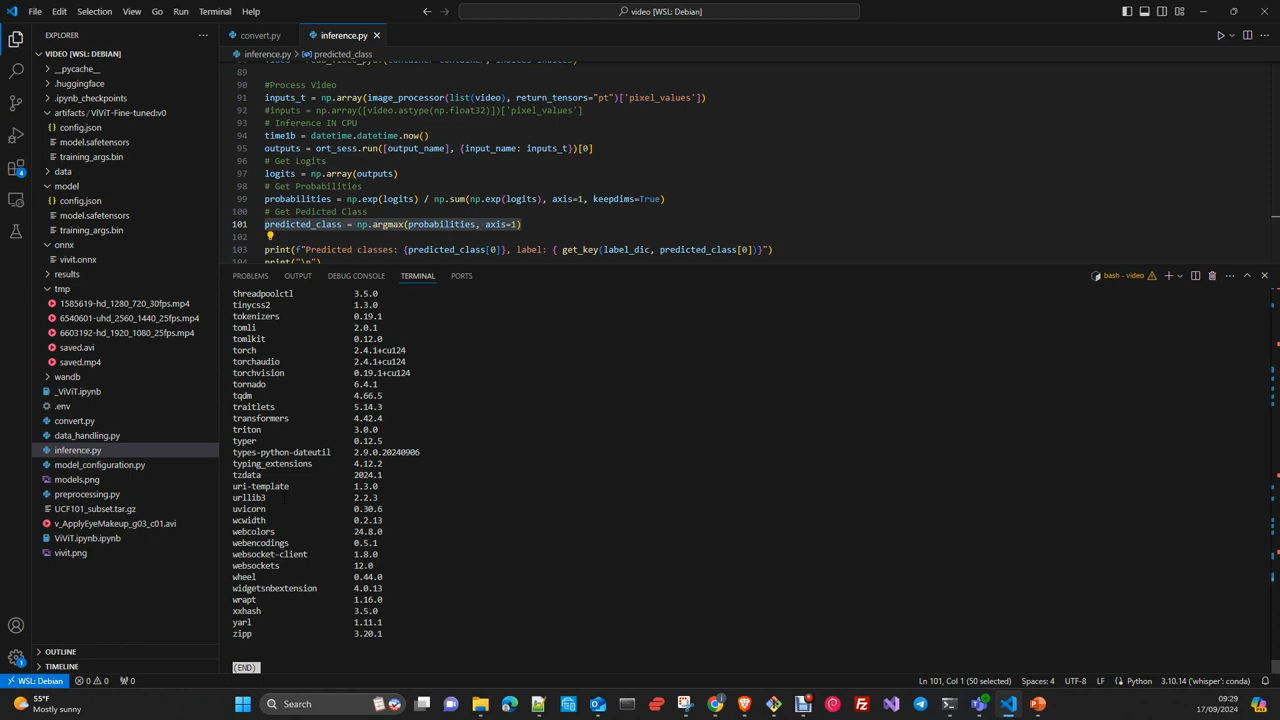 File Edit Selection View Go Run Terminal Help
video [WSL: Debian]
EXPLORER
convert.py
inference.py
VIDEO [WSL: DEBIAN]
inference.py > predicted_class
__pycache__
.huggingface
.ipynb_checkpoints
artifacts / ViViT-Fine-tuned:v0
config.json
model.safetensors
training_args.bin
data
model
config.json
model.safetensors
training_args.bin
onnx
vivit.onnx
results
tmp
1585619-hd_1280_720_30fps.mp4
6540601-uhd_2560_1440_25fps.mp4
6603192-hd_1920_1080_25fps.mp4
saved.avi
saved.mp4
wandb
_ViViT.ipynb
.env
convert.py
data_handling.py
inference.py
model_configuration.py
models.png
preprocessing.py
UCF101_subset.tar.gz
v_ApplyEyeMakeup_g03_c01.avi
ViViT.ipynb.ipynb
vivit.png
OUTLINE
TIMELINE
89
90 #Process Video
91 inputs_t = np.array(image_processor(list(video), return_tensors="pt")['pixel_values'])
92 #inputs = np.array([video.astype(np.float32)])['pixel_values']
93 # Inference IN CPU
94 time1b = datetime.datetime.now()
95 outputs = ort_sess.run([output_name], {input_name: inputs_t})[0]
96 # Get Logits
97 logits = np.array(outputs)
98 # Get Probabilities
99 probabilities = np.exp(logits) / np.sum(np.exp(logits), axis=1, keepdims=True)
100 # Get Pedicted Class
101 predicted_class = np.argmax(probabilities, axis=1)
102
103 print(f"Predicted classes: {predicted_class[0]}, label: { get_key(label_dic, predicted_class[0])}")
104 print("\n")
PROBLEMS OUTPUT DEBUG CONSOLE TERMINAL PORTS
bash - video
threadpoolctl 3.5.0
tinycss2 1.3.0
tokenizers 0.19.1
tomli 2.0.1
tomlkit 0.12.0
torch 2.4.1+cu124
torchaudio 2.4.1+cu124
torchvision 0.19.1+cu124
tornado 6.4.1
tqdm 4.66.5
traitlets 5.14.3
transformers 4.42.4
triton 3.0.0
typer 0.12.5
types-python-dateutil 2.9.0.20240906
typing_extensions 4.12.2
tzdata 2024.1
uri-template 1.3.0
urllib3 2.2.3
uvicorn 0.30.6
wcwidth 0.2.13
webcolors 24.8.0
webencodings 0.5.1
websocket-client 1.8.0
websockets 12.0
wheel 0.44.0
widgetsnbextension 4.0.13
wrapt 1.16.0
xxhash 3.5.0
yarl 1.11.1
zipp 3.20.1
(END)
4
1
WSL: Debian 0 0 0 Ln 101, Col 1 (50 selected) Spaces: 4 UTF-8 LF Python 3.10.14 ('whisper': conda)
55°F
Mostly sunny
Search
09:29
17/09/2024